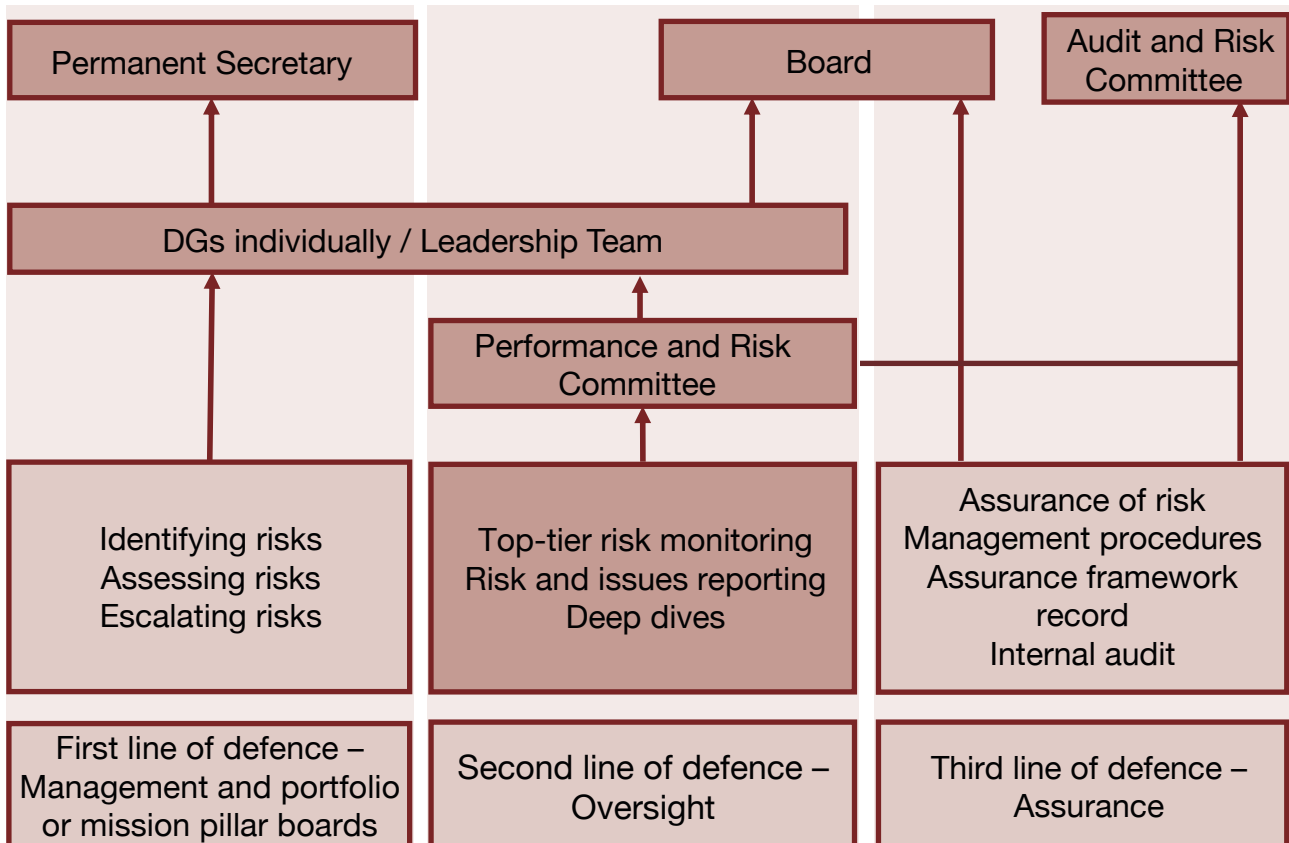 Permanent Secretary
Board
Audit and Risk
Committee
DGs individually / Leadership Team
Performance and Risk
Committee
Identifying risks
Assessing risks
Escalating risks
Top-tier risk monitoring
Risk and issues reporting
Deep dives
Assurance of risk
Management procedures
Assurance framework
record
Internal audit
First line of defence –
Management and portfolio
or mission pillar boards
Second line of defence –
Oversight
Third line of defence –
Assurance